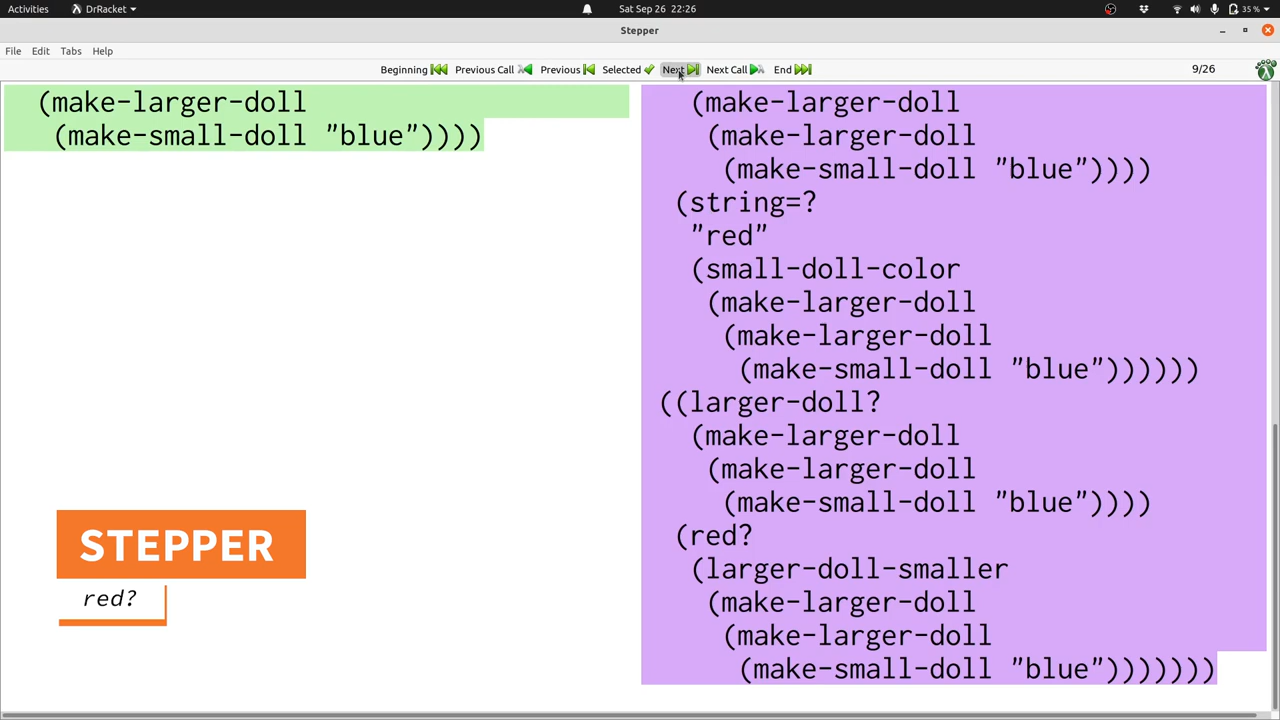 Activities
DrRacket
Sat Sep 26 22:26
35 %
Stepper
File Edit Tabs Help
Beginning Previous Call Previous Selected Next Next Call End 9/26
(make-larger-doll
(make-small-doll "blue"))))
(make-larger-doll
(make-larger-doll
(make-small-doll "blue"))))
(string=?
"red"
(small-doll-color
(make-larger-doll
(make-larger-doll
(make-small-doll "blue"))))))
((larger-doll?
(make-larger-doll
(make-larger-doll
(make-small-doll "blue"))))
(red?
(larger-doll-smaller
(make-larger-doll
(make-larger-doll
(make-small-doll "blue")))))))
STEPPER
red?